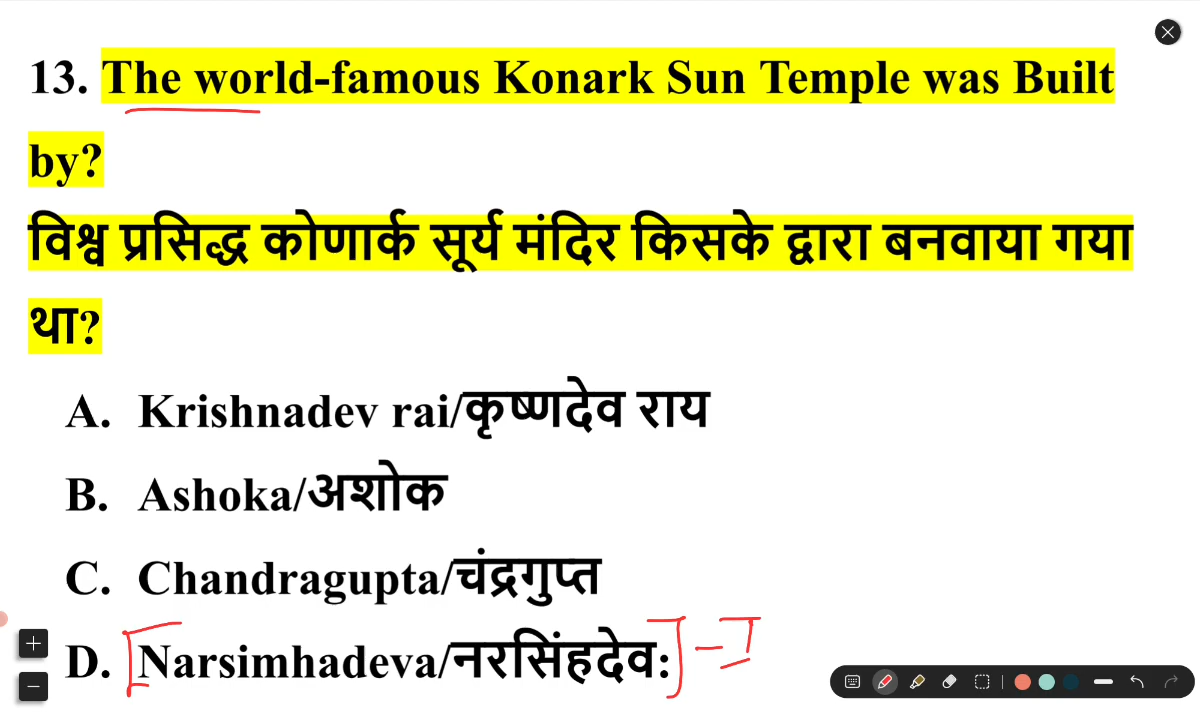 13. The world-famous Konark Sun Temple was Built
by?
विश्व प्रसिद्ध कोणार्क सूर्य मंदिर किसके द्वारा बनवाया गया
था?
A. Krishnadev rai/कृष्णदेव राय
B. Ashoka/अशोक
C. Chandragupta/चंद्रगुप्त
D. [Narsimhadeva/नरसिंहदेव:] - I